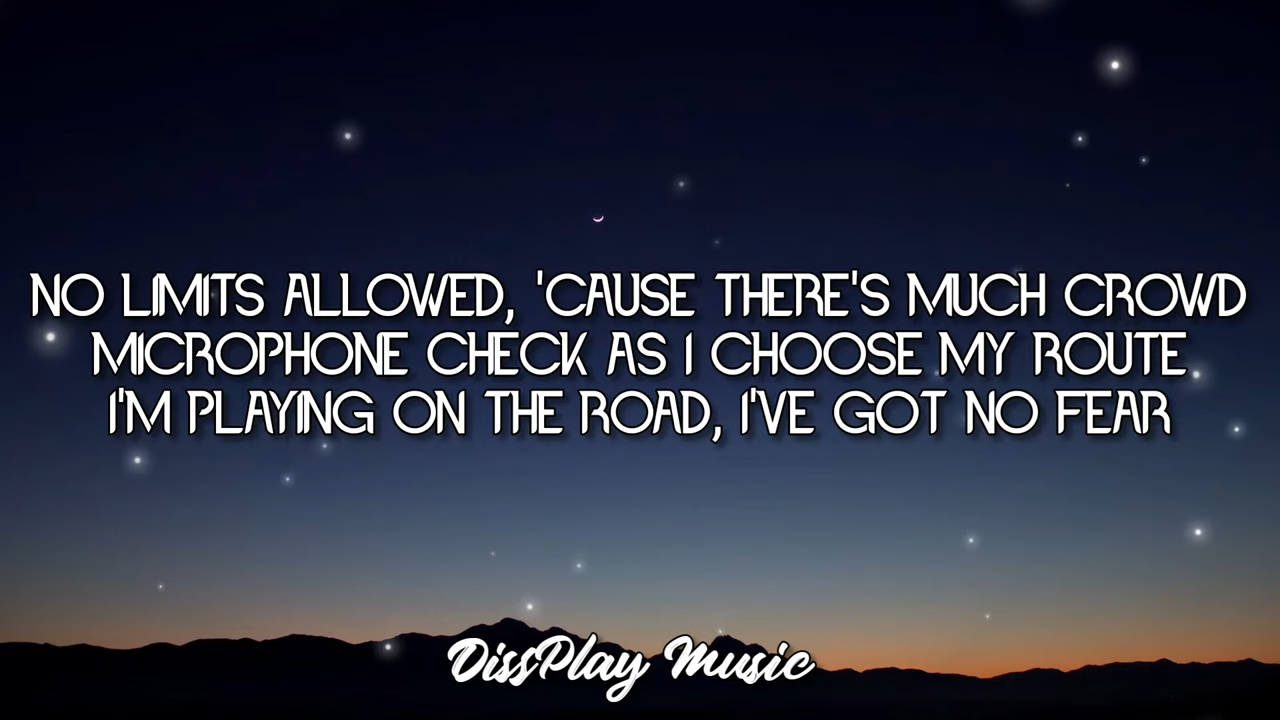 NO LIMITS ALLOWED, 'CAUSE THERE'S MUCH CROWD
MICROPHONE CHECK AS I CHOOSE MY ROUTE
I'M PLAYING ON THE ROAD, I'VE GOT NO FEAR
DissPlay Music